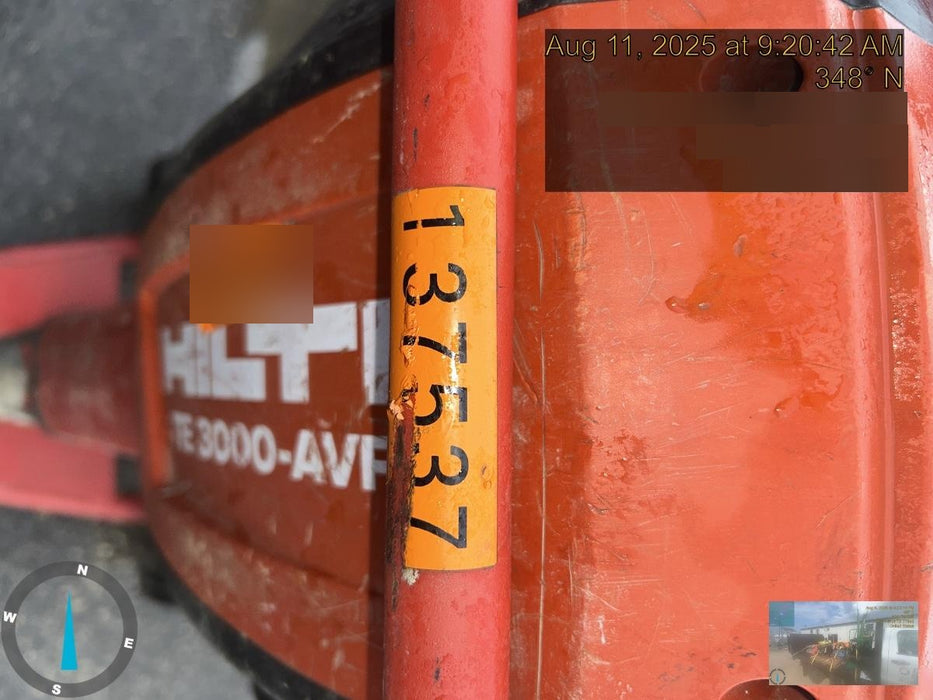 Aug 11, 2025 at 9:20:42 AM
348° N
137537
HILTI
TE 3000-AVR
N
W
E
S